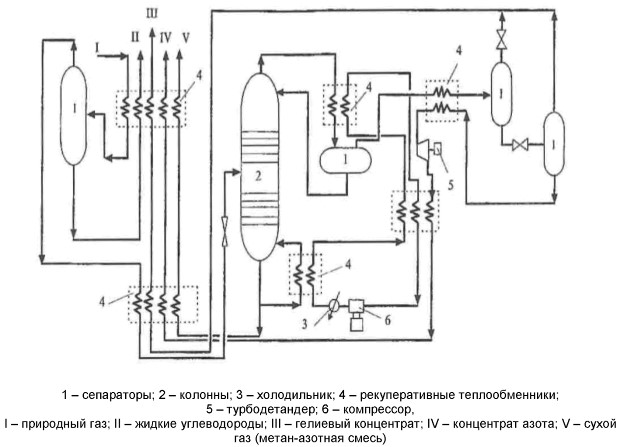 III
I II IV V
4
1
4
1
2
4
1
4
1
1
5
4
3
6
4
1 – сепараторы; 2 – колонны; 3 – холодильник; 4 – рекуперативные теплообменники;
5 – турбодетандер; 6 – компрессор,
I – природный газ; II – жидкие углеводороды; III – гелиевый концентрат; IV – концентрат азота; V – сухой
газ (метан-азотная смесь)